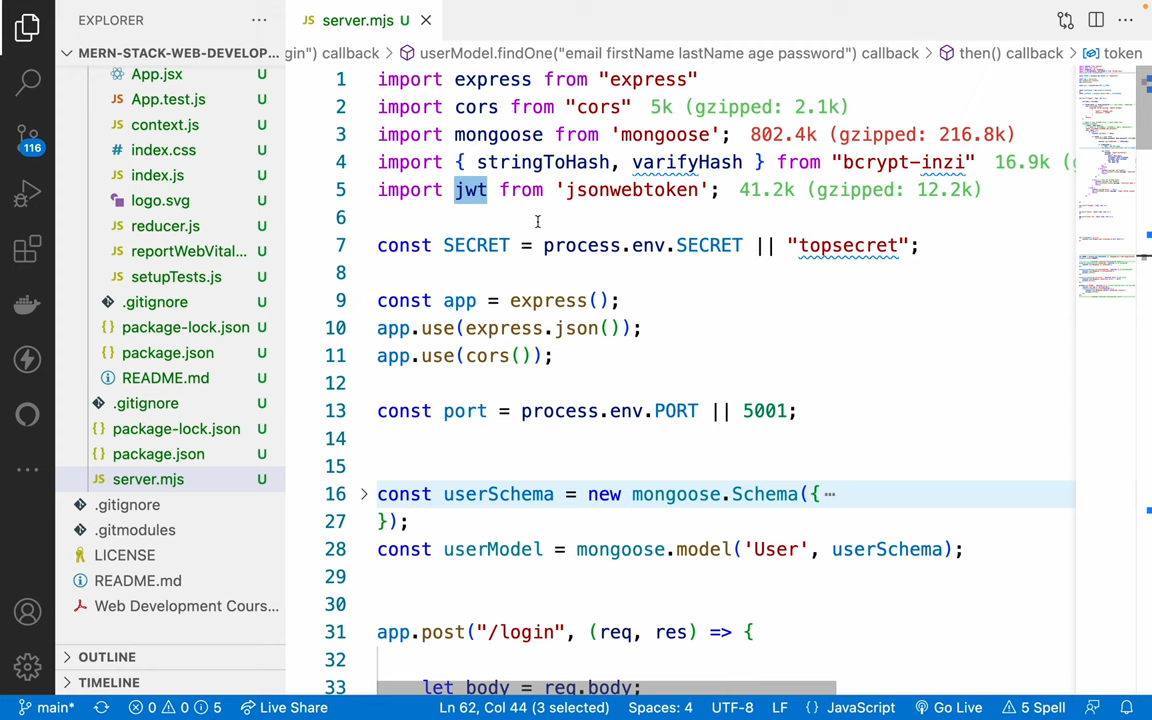 EXPLORER
MERN-STACK-WEB-DEVELOP...
App.jsx U
App.test.js U
context.js U
index.css U
index.js U
logo.svg U
reducer.js U
reportWebVital... U
setupTests.js U
.gitignore U
package-lock.json U
package.json U
README.md U
.gitignore U
package-lock.json U
package.json U
JS server.mjs U
.gitignore
.gitmodules
LICENSE
README.md
Web Development Cours...
OUTLINE
TIMELINE
116
JS server.mjs U
gin") callback > userModel.findOne("email firstName lastName age password") callback > then() callback > token
1 import express from "express"
2 import cors from "cors" 5k (gzipped: 2.1k)
3 import mongoose from 'mongoose'; 802.4k (gzipped: 216.8k)
4 import { stringToHash, varifyHash } from "bcrypt-inzi" 16.9k (g
5 import jwt from 'jsonwebtoken'; 41.2k (gzipped: 12.2k)
6
7 const SECRET = process.env.SECRET || "topsecret";
8
9 const app = express();
10 app.use(express.json());
11 app.use(cors());
12
13 const port = process.env.PORT || 5001;
14
15
16 const userSchema = new mongoose.Schema({ ...
27 });
28 const userModel = mongoose.model('User', userSchema);
29
30
31 app.post("/login", (req, res) => {
32
33 let body = req.body;
main* 0 0 5 Live Share Ln 62, Col 44 (3 selected) Spaces: 4 UTF-8 LF {} JavaScript Go Live 5 Spell